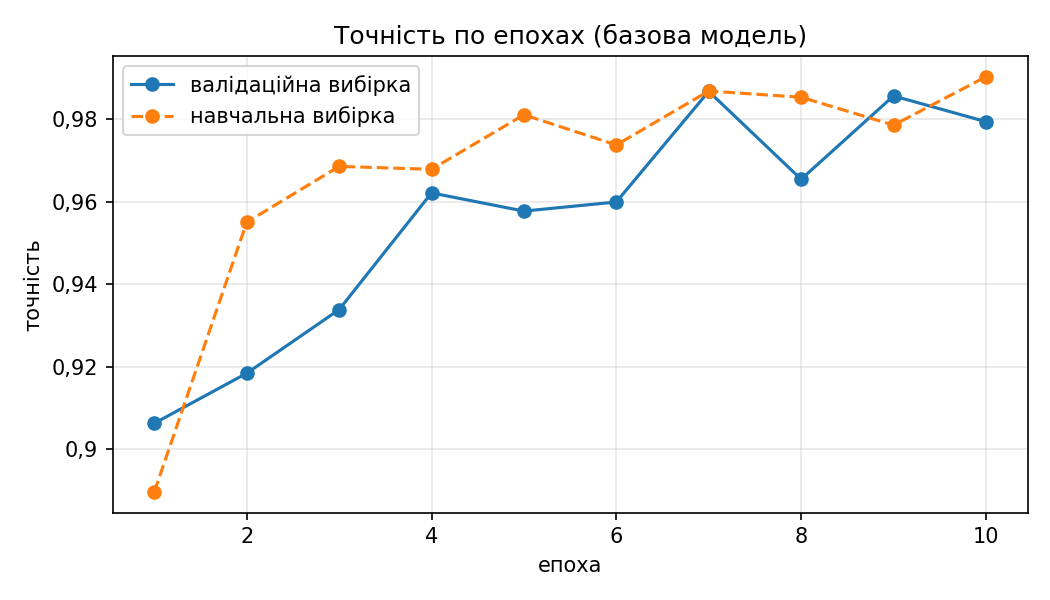 Точність по епохах (базова модель)
валідаційна вибірка
навчальна вибірка
точність
0,98
0,96
0,94
0,92
0,9
2 4 6 8 10
епоха